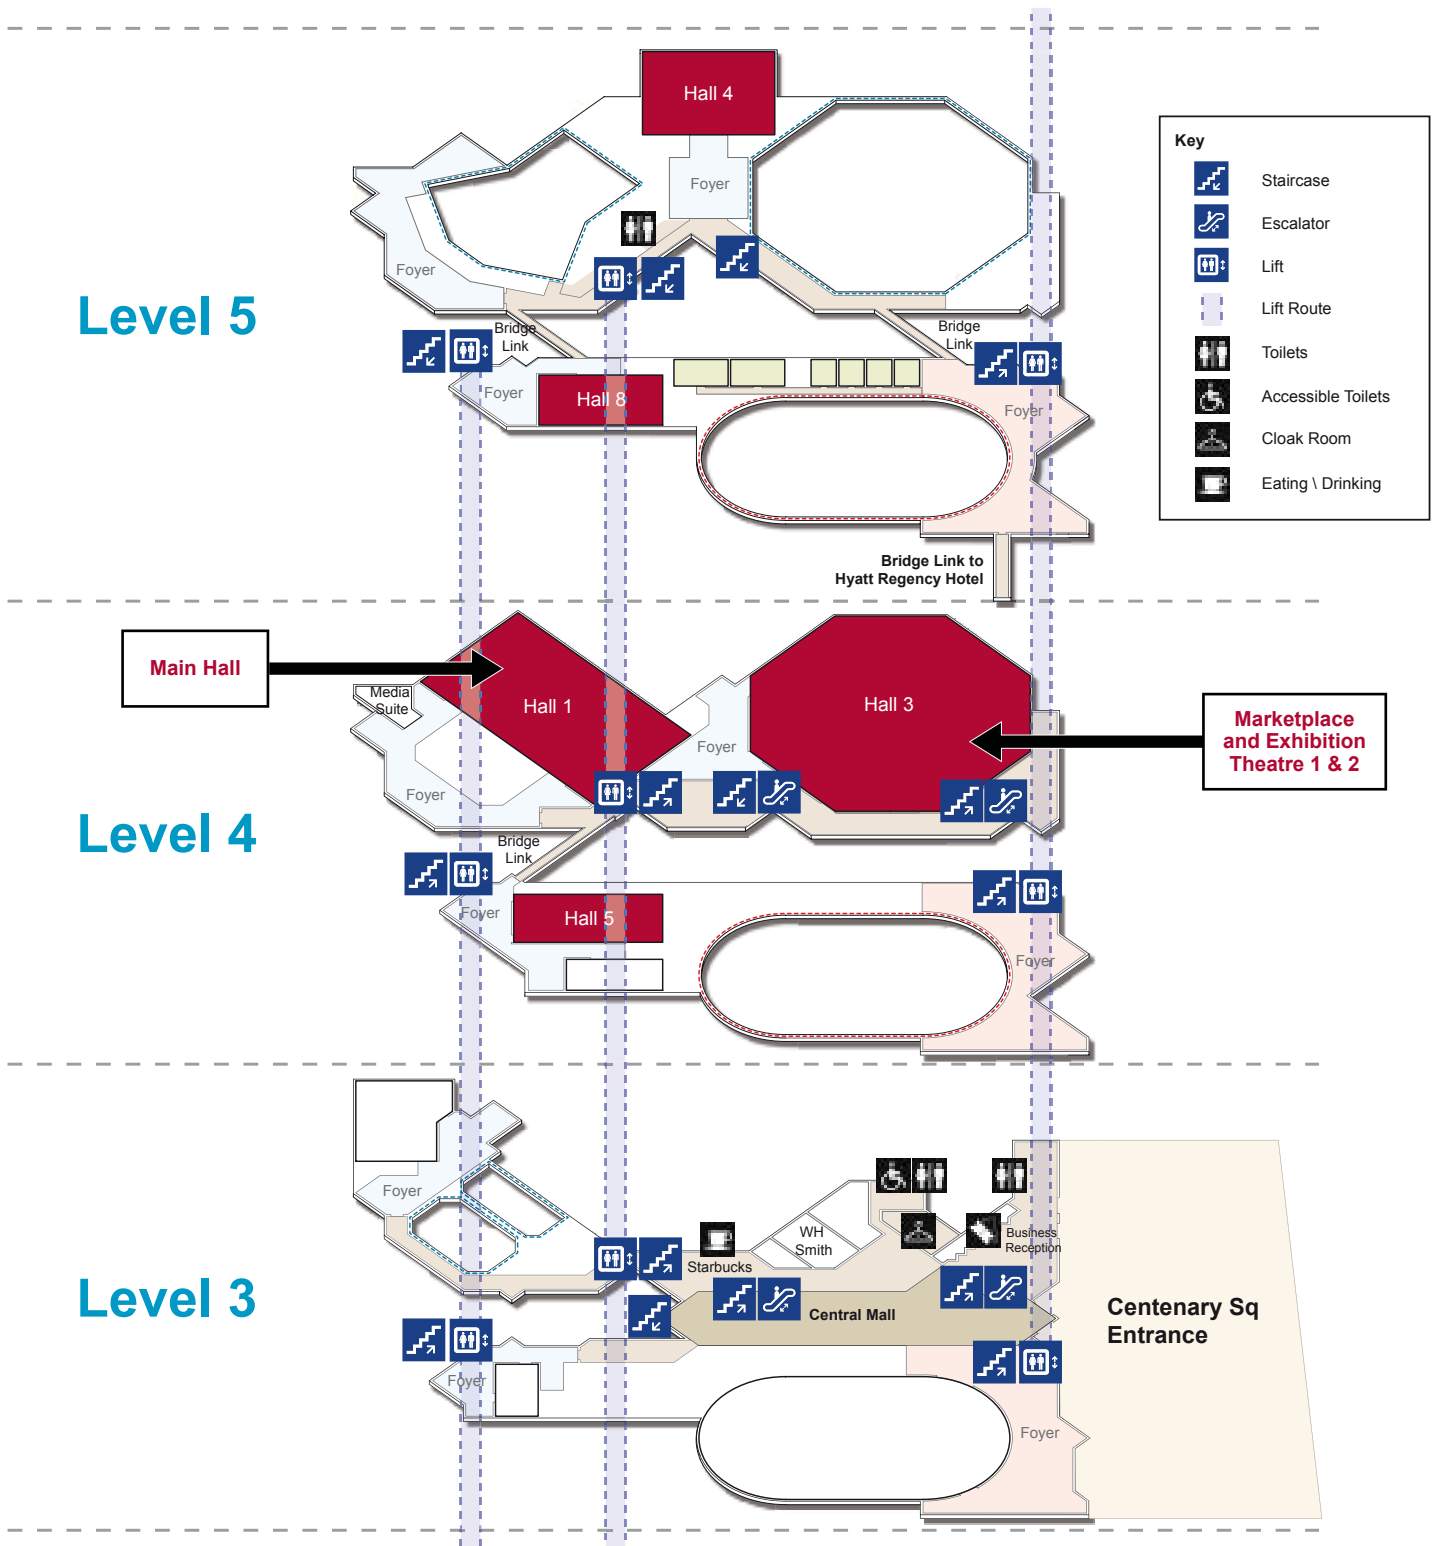 Hall 4
Key
Staircase
Escalator
Lift
Lift Route
Toilets
Accessible Toilets
Cloak Room
Eating \ Drinking
Foyer
Foyer
Level 5
Bridge
Link
Bridge
Link
Foyer
Hall 8
Foyer
Bridge Link to
Hyatt Regency Hotel
Main Hall
Media
Suite
Hall 1
Hall 3
Foyer
Marketplace
and Exhibition
Theatre 1 & 2
Foyer
Level 4
Bridge
Link
Foyer
Hall 5
Foyer
Foyer
WH
Smith
Business
Reception
Starbucks
Level 3
Central Mall
Centenary Sq
Entrance
Foyer
Foyer